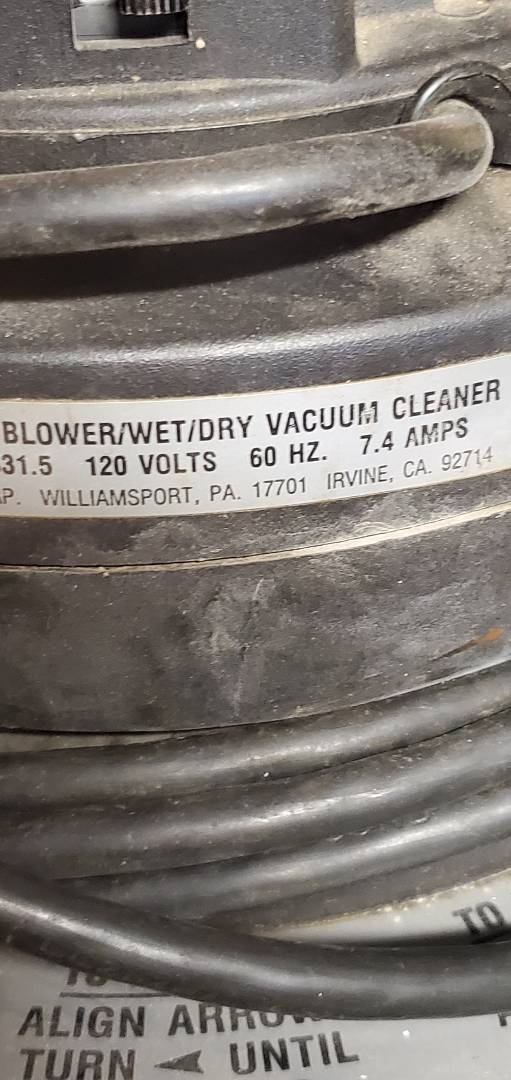 BLOWER/WET/DRY VACUUM CLEANER
31.5 120 VOLTS 60 HZ. 7.4 AMPS
P. WILLIAMSPORT, PA. 17701 IRVINE, CA. 92714
TO
ALIGN
TURN ◄ UNTIL